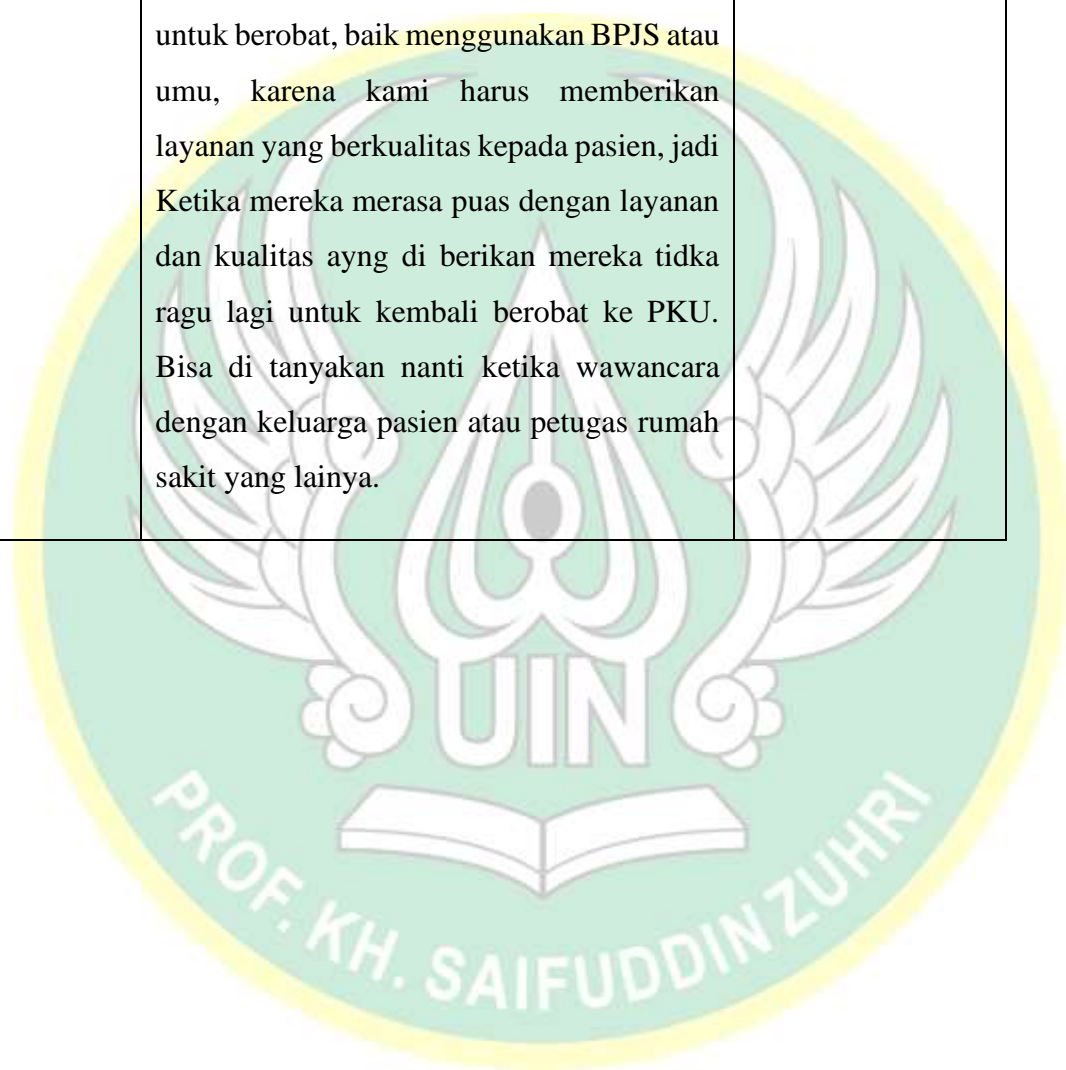 untuk berobat, baik menggunakan BPJS atau
umu, karena kami harus memberikan
layanan yang berkualitas kepada pasien, jadi
Ketika mereka merasa puas dengan layanan
dan kualitas ayng di berikan mereka tidka
ragu lagi untuk kembali berobat ke PKU.
Bisa di tanyakan nanti ketika wawancara
dengan keluarga pasien atau petugas rumah
sakit yang lainya.
UIN
PROF. KH. SAIFUDDIN ZUHRI